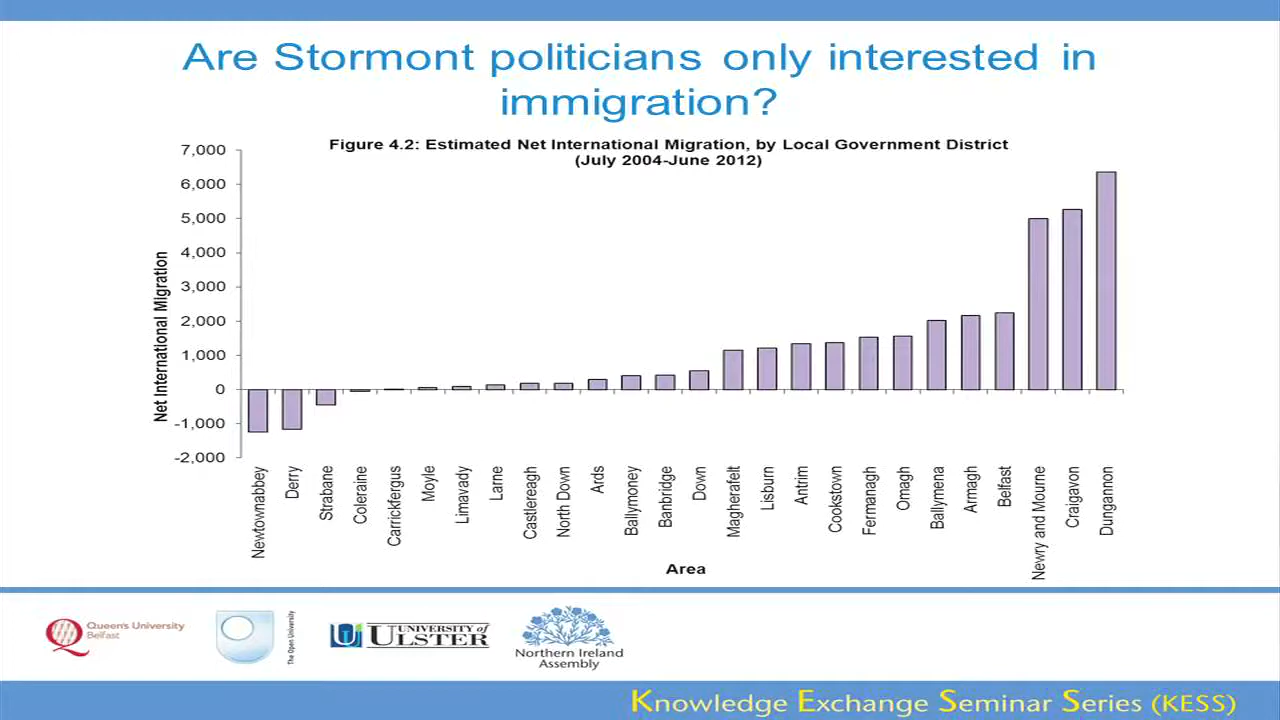 Are Stormont politicians only interested in
immigration?
Figure 4.2: Estimated Net International Migration, by Local Government District
(July 2004-June 2012)
Net International Migration
7,000
6,000
5,000
4,000
3,000
2,000
1,000
0
-1,000
-2,000
Newtownabbey
Derry
Strabane
Coleraine
Carrickfergus
Moyle
Limavady
Larne
Castlereagh
North Down
Ards
Ballymoney
Banbridge
Down
Magherafelt
Lisburn
Antrim
Cookstown
Fermanagh
Omagh
Ballymena
Armagh
Belfast
Newry and Mourne
Craigavon
Dungannon
Area
Queen's University
Belfast
The Open University
UNIVERSITY of
ULSTER
Northern Ireland
Assembly
Knowledge Exchange Seminar Series (KESS)